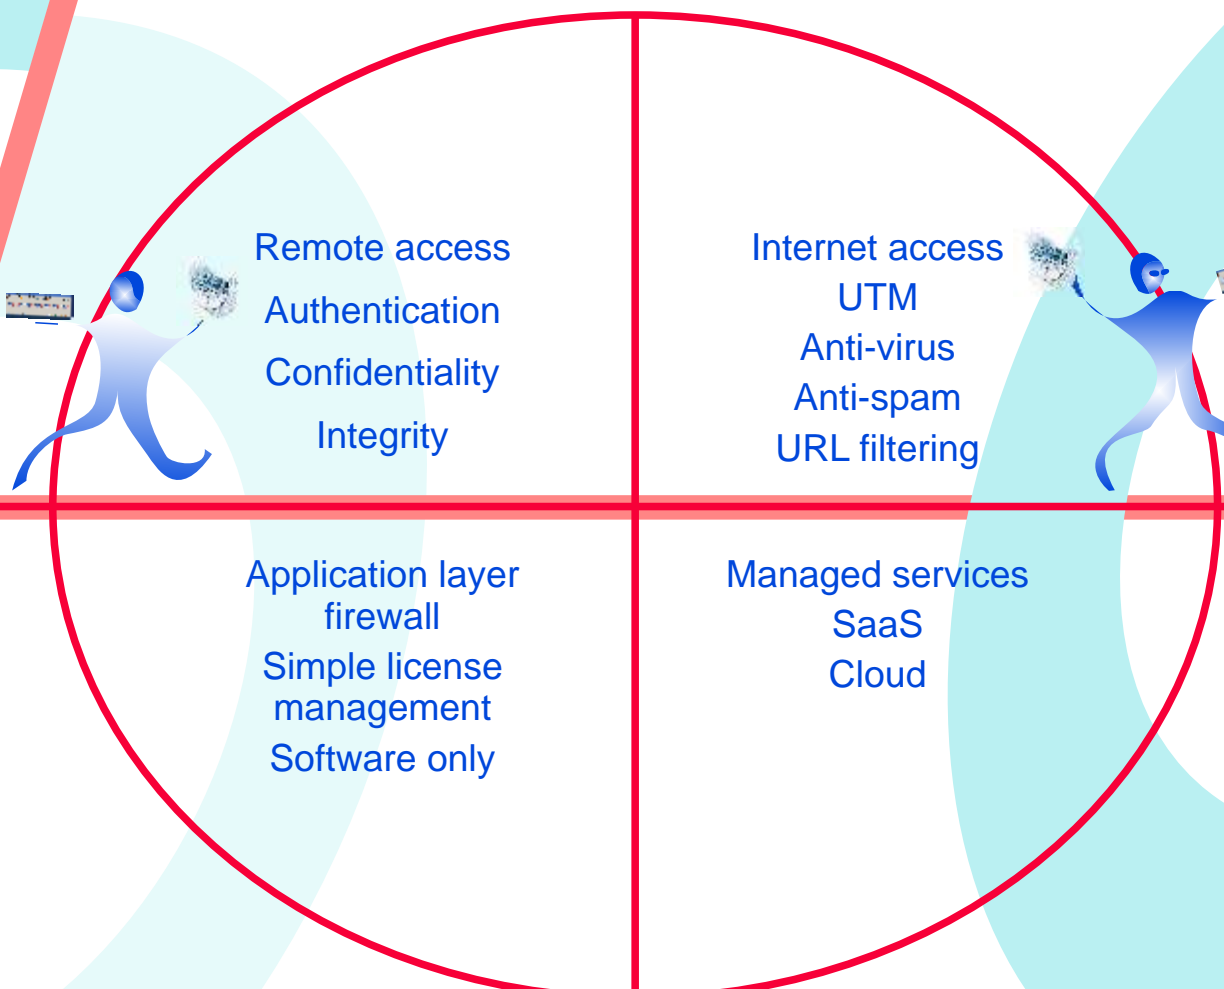 Remote access
Authentication
Confidentiality
Integrity
Internet access
UTM
Anti-virus
Anti-spam
URL filtering
Application layer
firewall
Simple license
management
Software only
Managed services
SaaS
Cloud